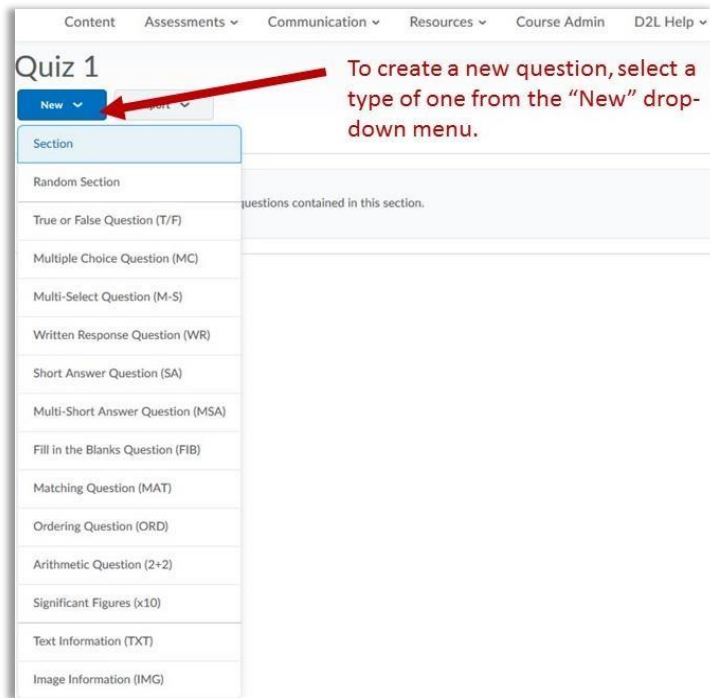 Content Assessments Communication Resources Course Admin D2L Help
Quiz 1
To create a new question, select a
type of one from the “New” drop-
down menu.
New
Section
Random Section
questions contained in this section.
True or False Question (T/F)
Multiple Choice Question (MC)
Multi-Select Question (M-S)
Written Response Question (WR)
Short Answer Question (SA)
Multi-Short Answer Question (MSA)
Fill in the Blanks Question (FIB)
Matching Question (MAT)
Ordering Question (ORD)
Arithmetic Question (2+2)
Significant Figures (x10)
Text Information (TXT)
Image Information (IMG)